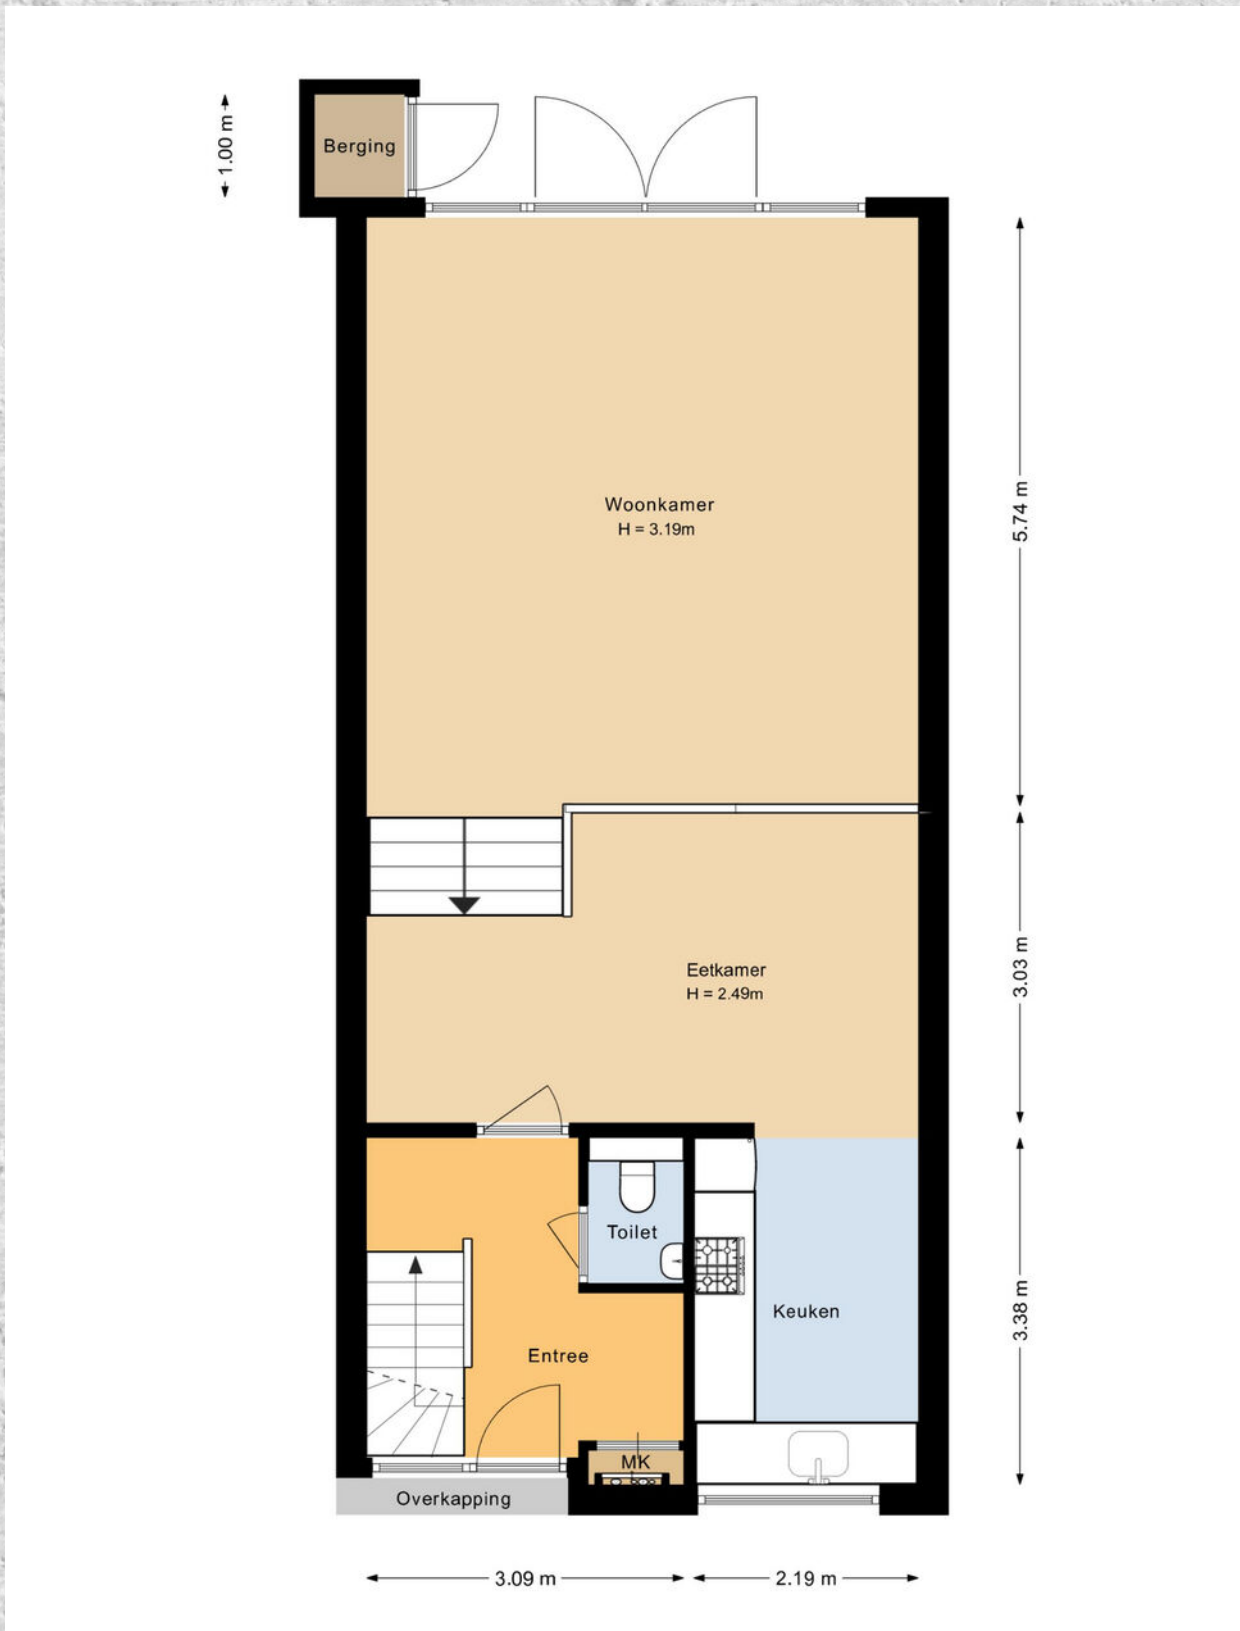 1.00 m
Berging
Woonkamer
H = 3.19m
5.74 m
Eetkamer
H = 2.49m
3.03 m
Toilet
Keuken
3.38 m
Entree
MK
Overkapping
3.09 m
2.19 m